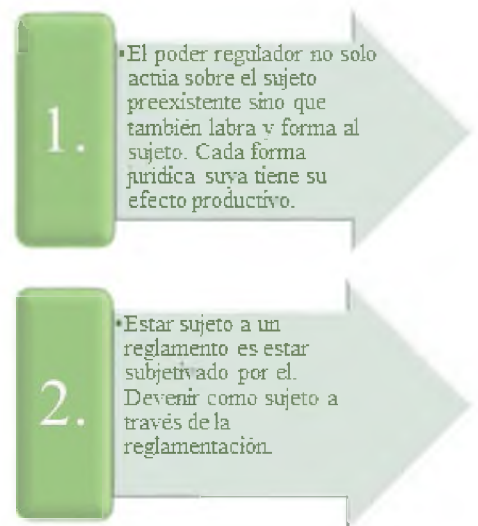 •El poder regulador no solo
actúa sobre el sujeto
preexistente sino que
también labra y forma al
1.
sujeto. Cada forma
jurídica suya tiene su
efecto productivo.
•Estar sujeto a un
reglamento es estar
subjetivado por el.
2.
Devenir como sujeto a
través de la
reglamentación.